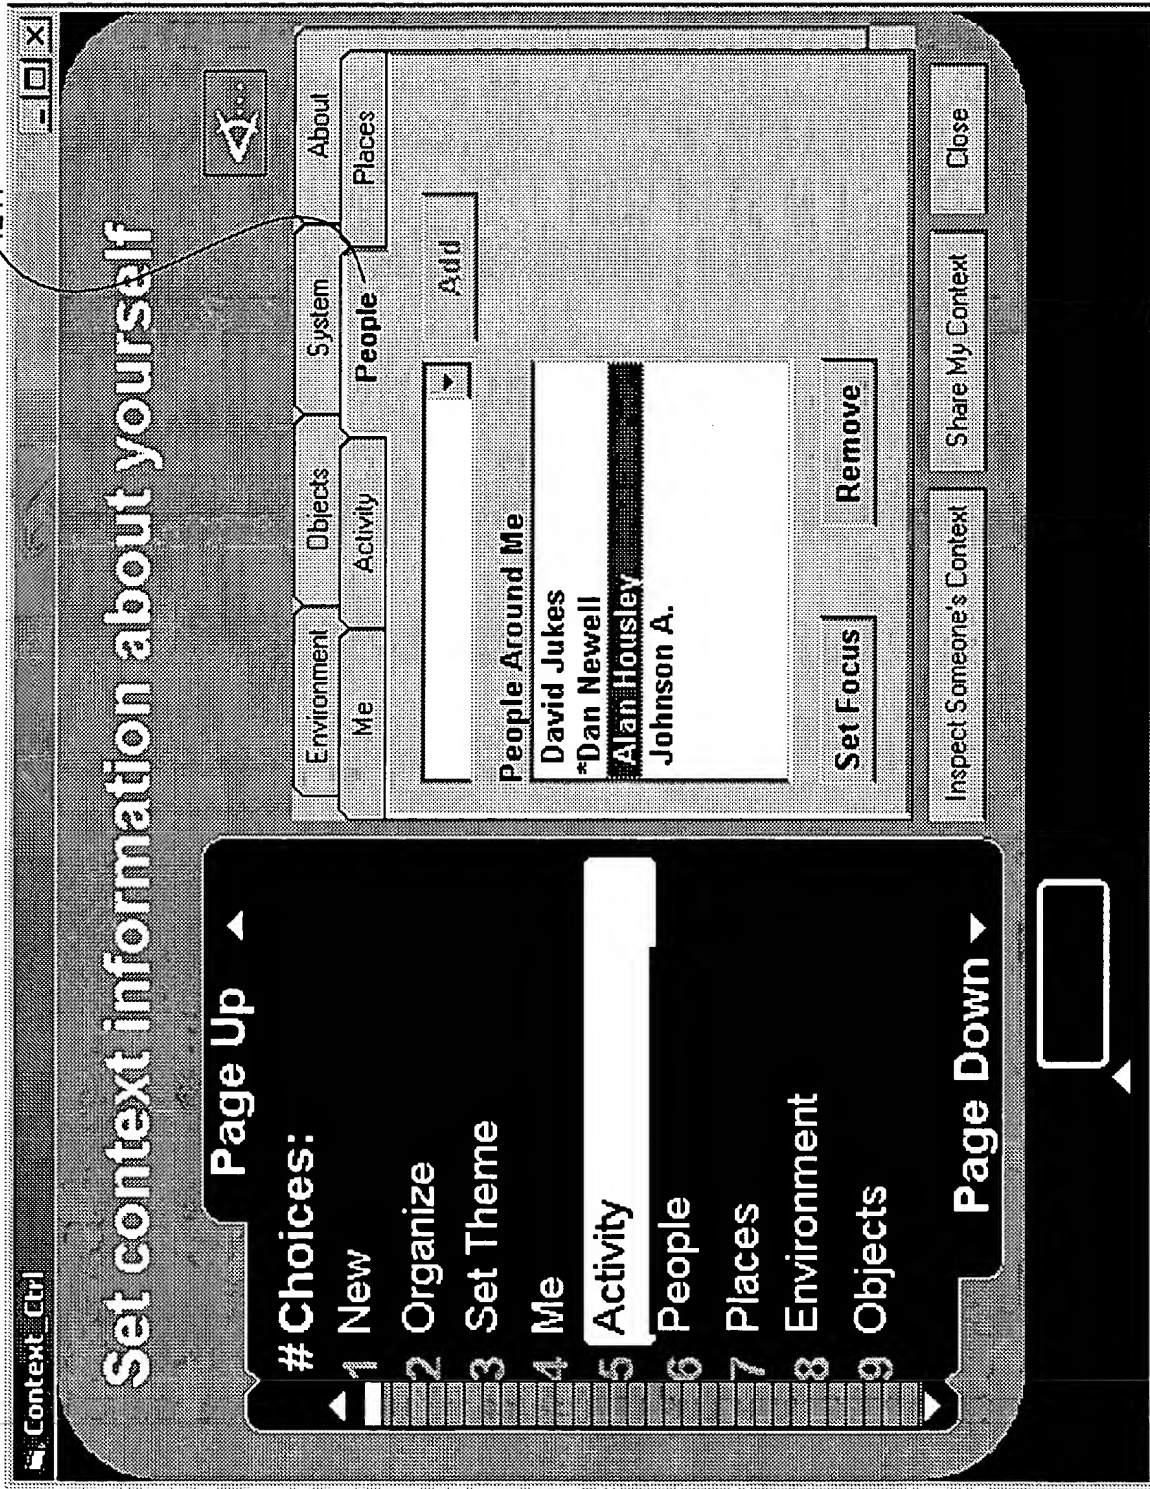 Context_Ctrl
Set context information about yourself
Page Up
# Choices:
1 New
2 Organize
3 Set Theme
4 Me
5 Activity
6 People
7 Places
8 Environment
9 Objects
Page Down
Environment Objects System About
Me Activity People Places
Add
People Around Me
David Jukes
*Dan Newell
Alan Housley
Johnson A.
Set Focus Remove
Inspect Someone's Context Share My Context Close